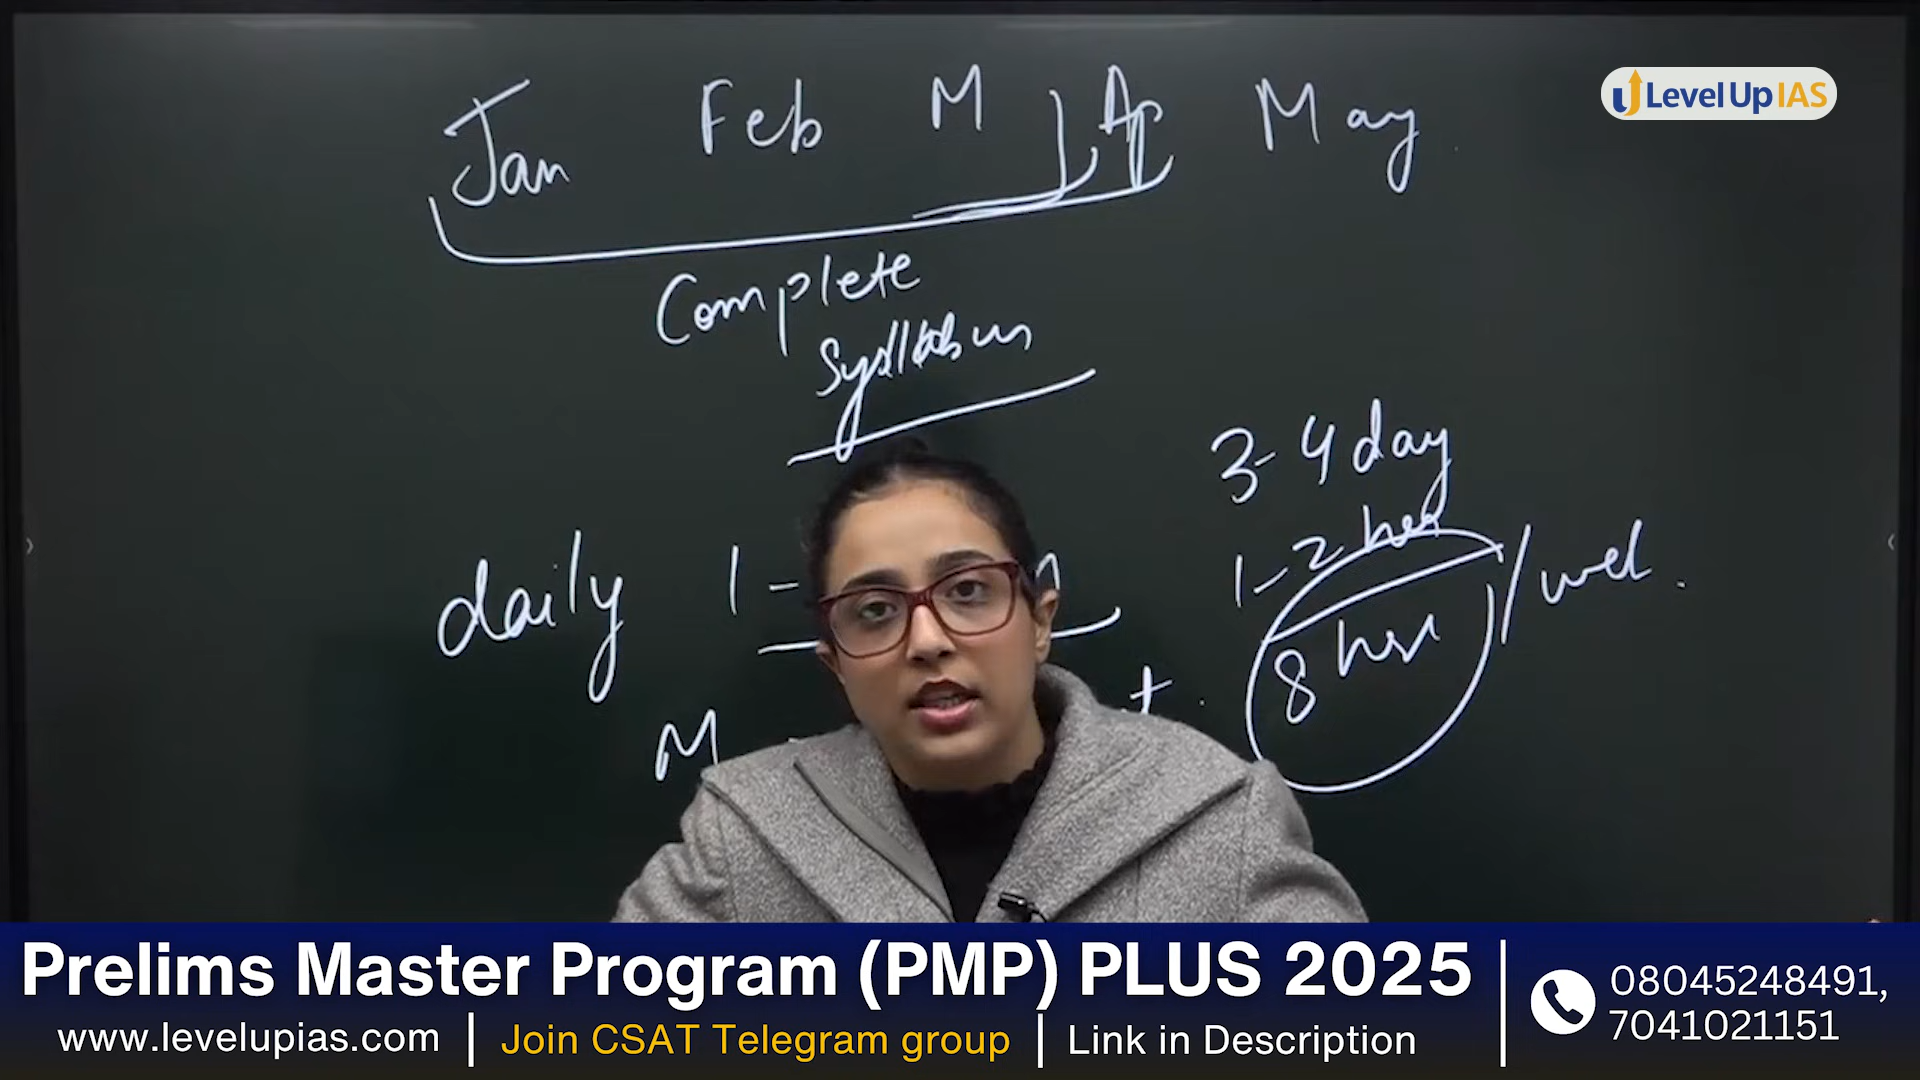 Level Up IAS
Jan Feb M Ap May
Complete
Syllabus
3-4 day
1-2 hrs
daily 1-
8 hrs /
M
Prelims Master Program (PMP) PLUS 2025
www.levelupias.com | Join CSAT Telegram group | Link in Description
08045248491,
7041021151